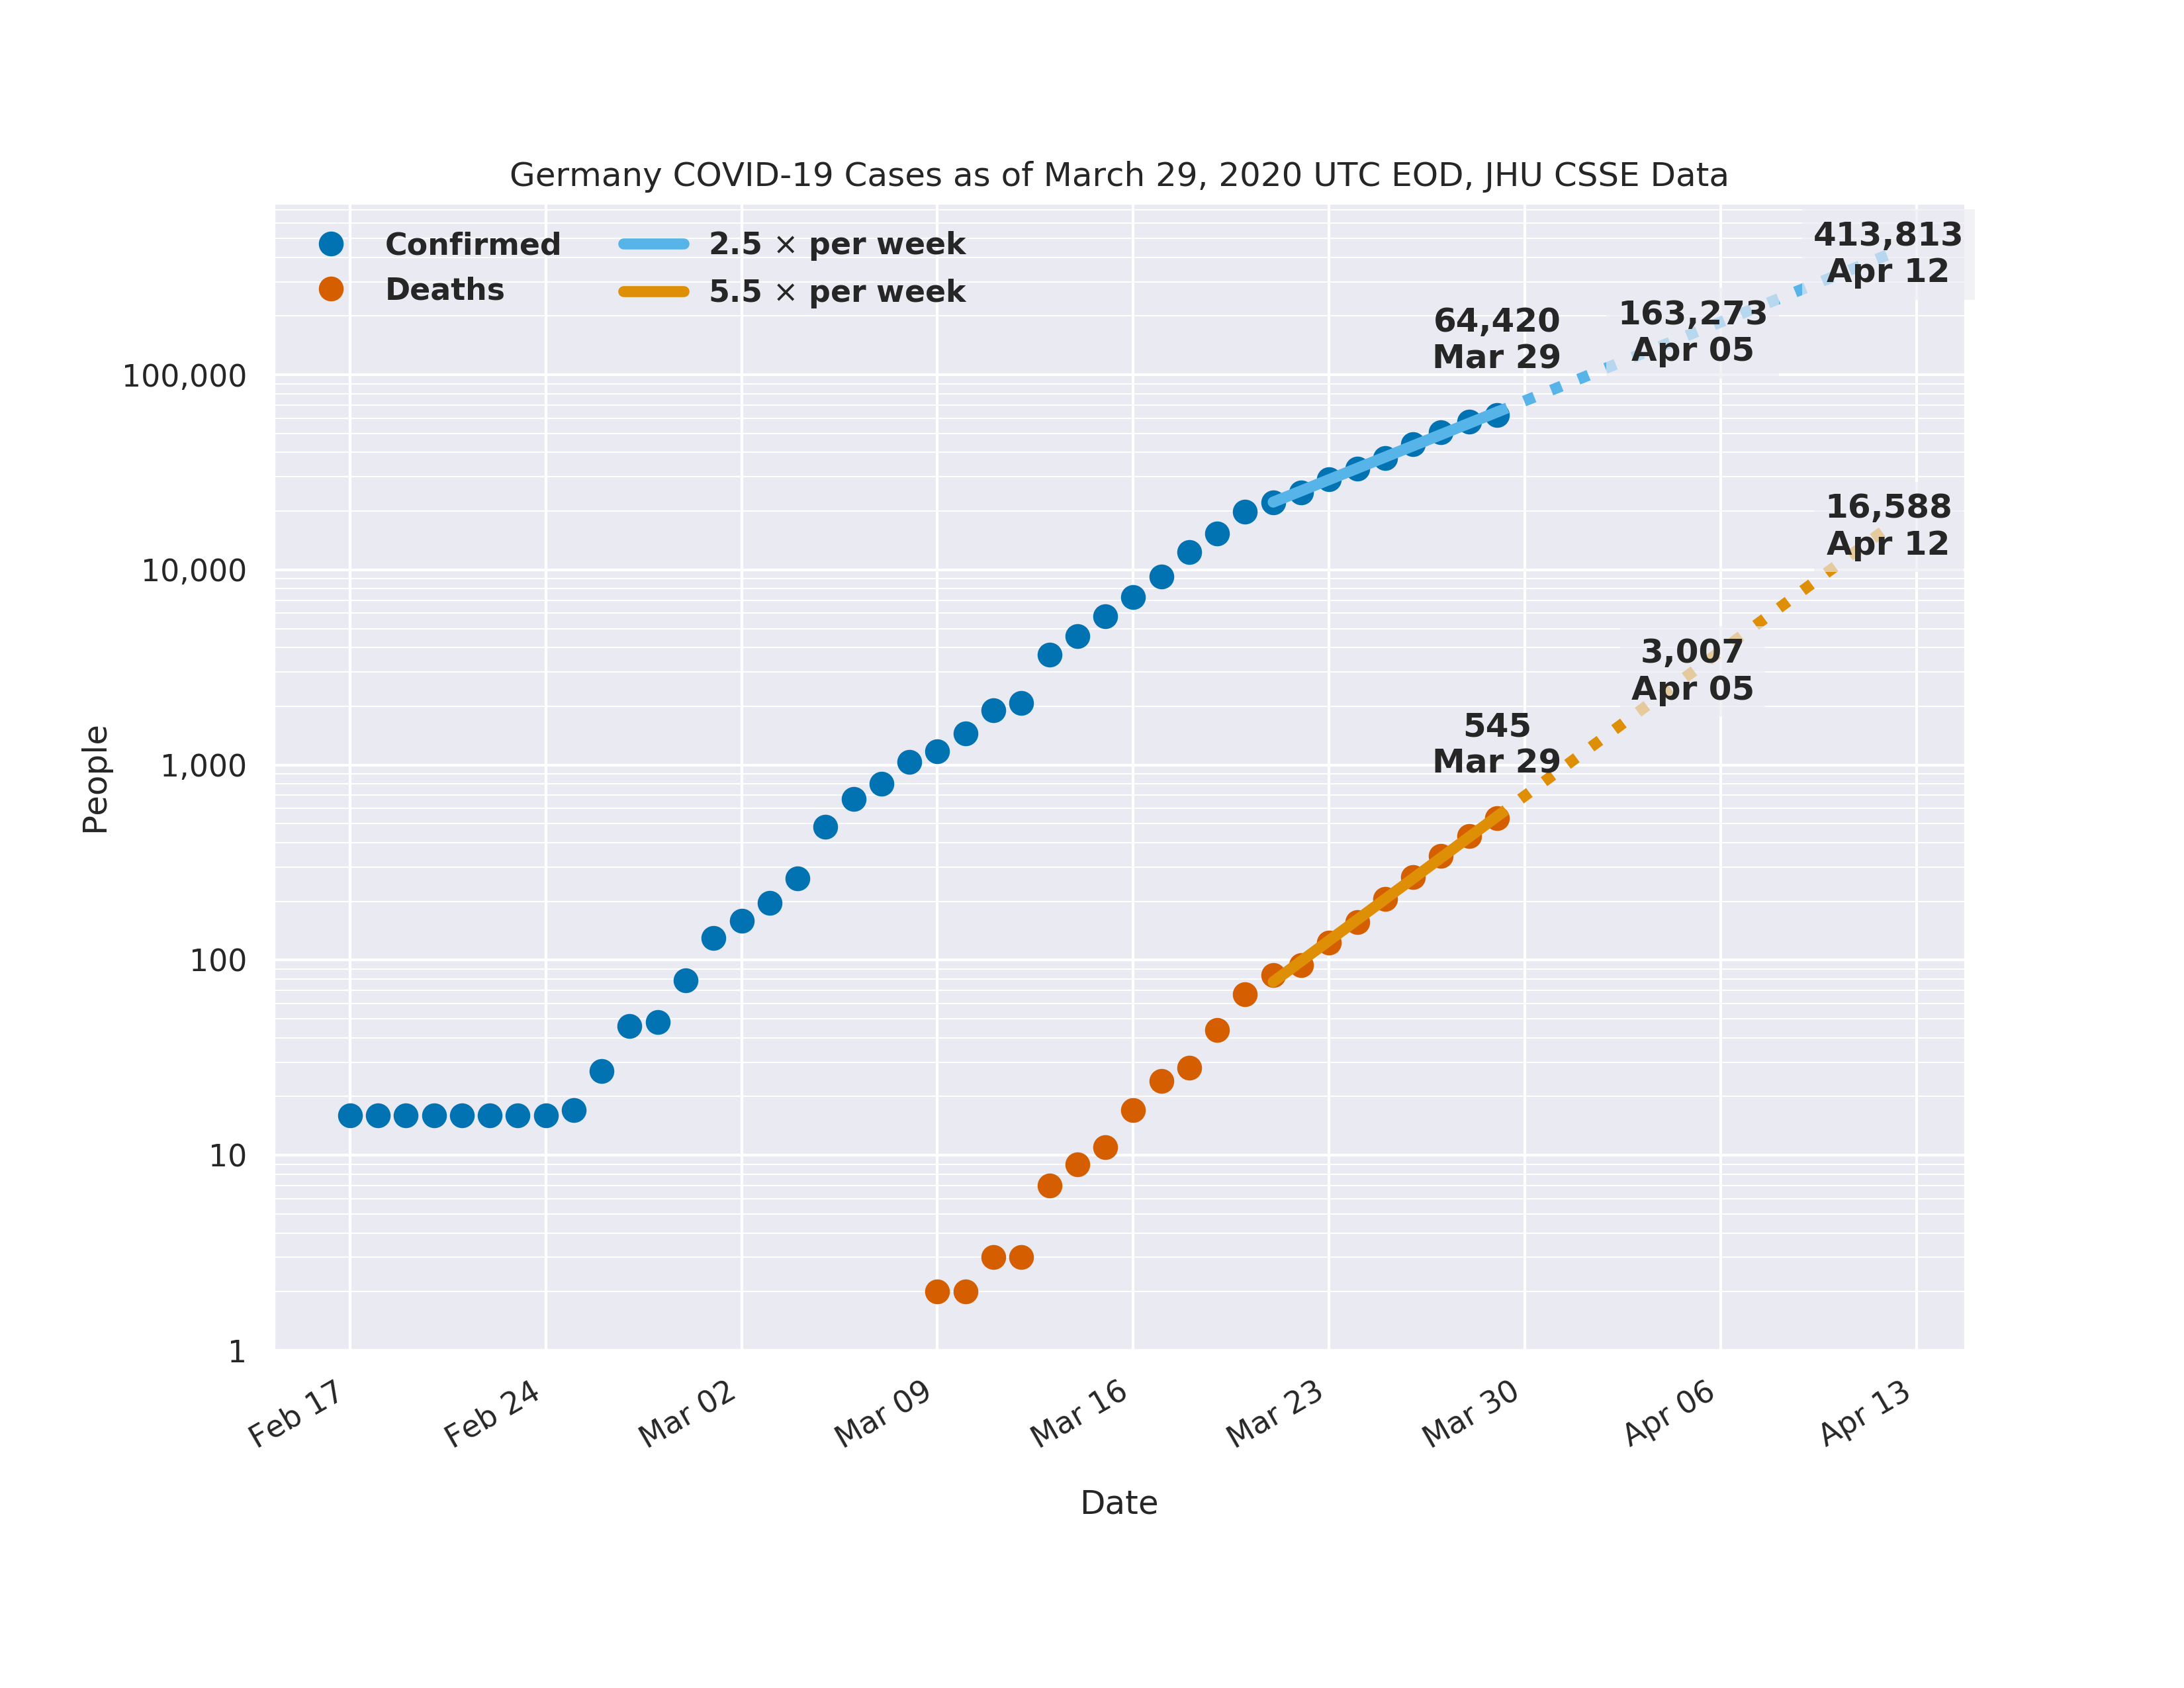 Germany COVID-19 Cases as of March 29, 2020 UTC EOD, JHU CSSE Data
Confirmed
Deaths
2.5 × per week
5.5 × per week
413,813
Apr 12
163,273
Apr 05
64,420
Mar 29
16,588
Apr 12
3,007
Apr 05
545
Mar 29
People
100,000
10,000
1,000
100
10
1
Feb 17
Feb 24
Mar 02
Mar 09
Mar 16
Mar 23
Mar 30
Apr 06
Apr 13
Date